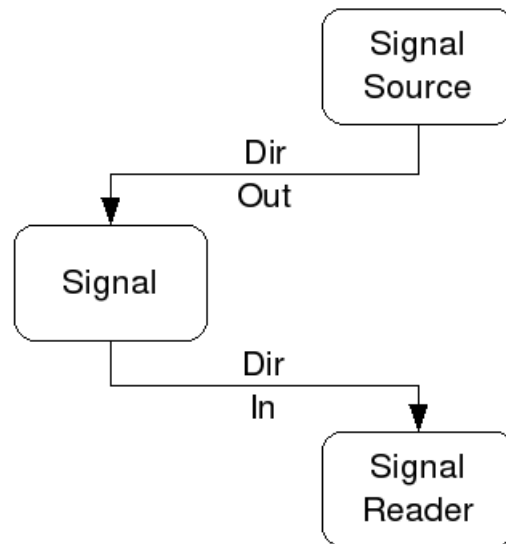 Signal
Source
Dir
Out
Signal
Dir
In
Signal
Reader